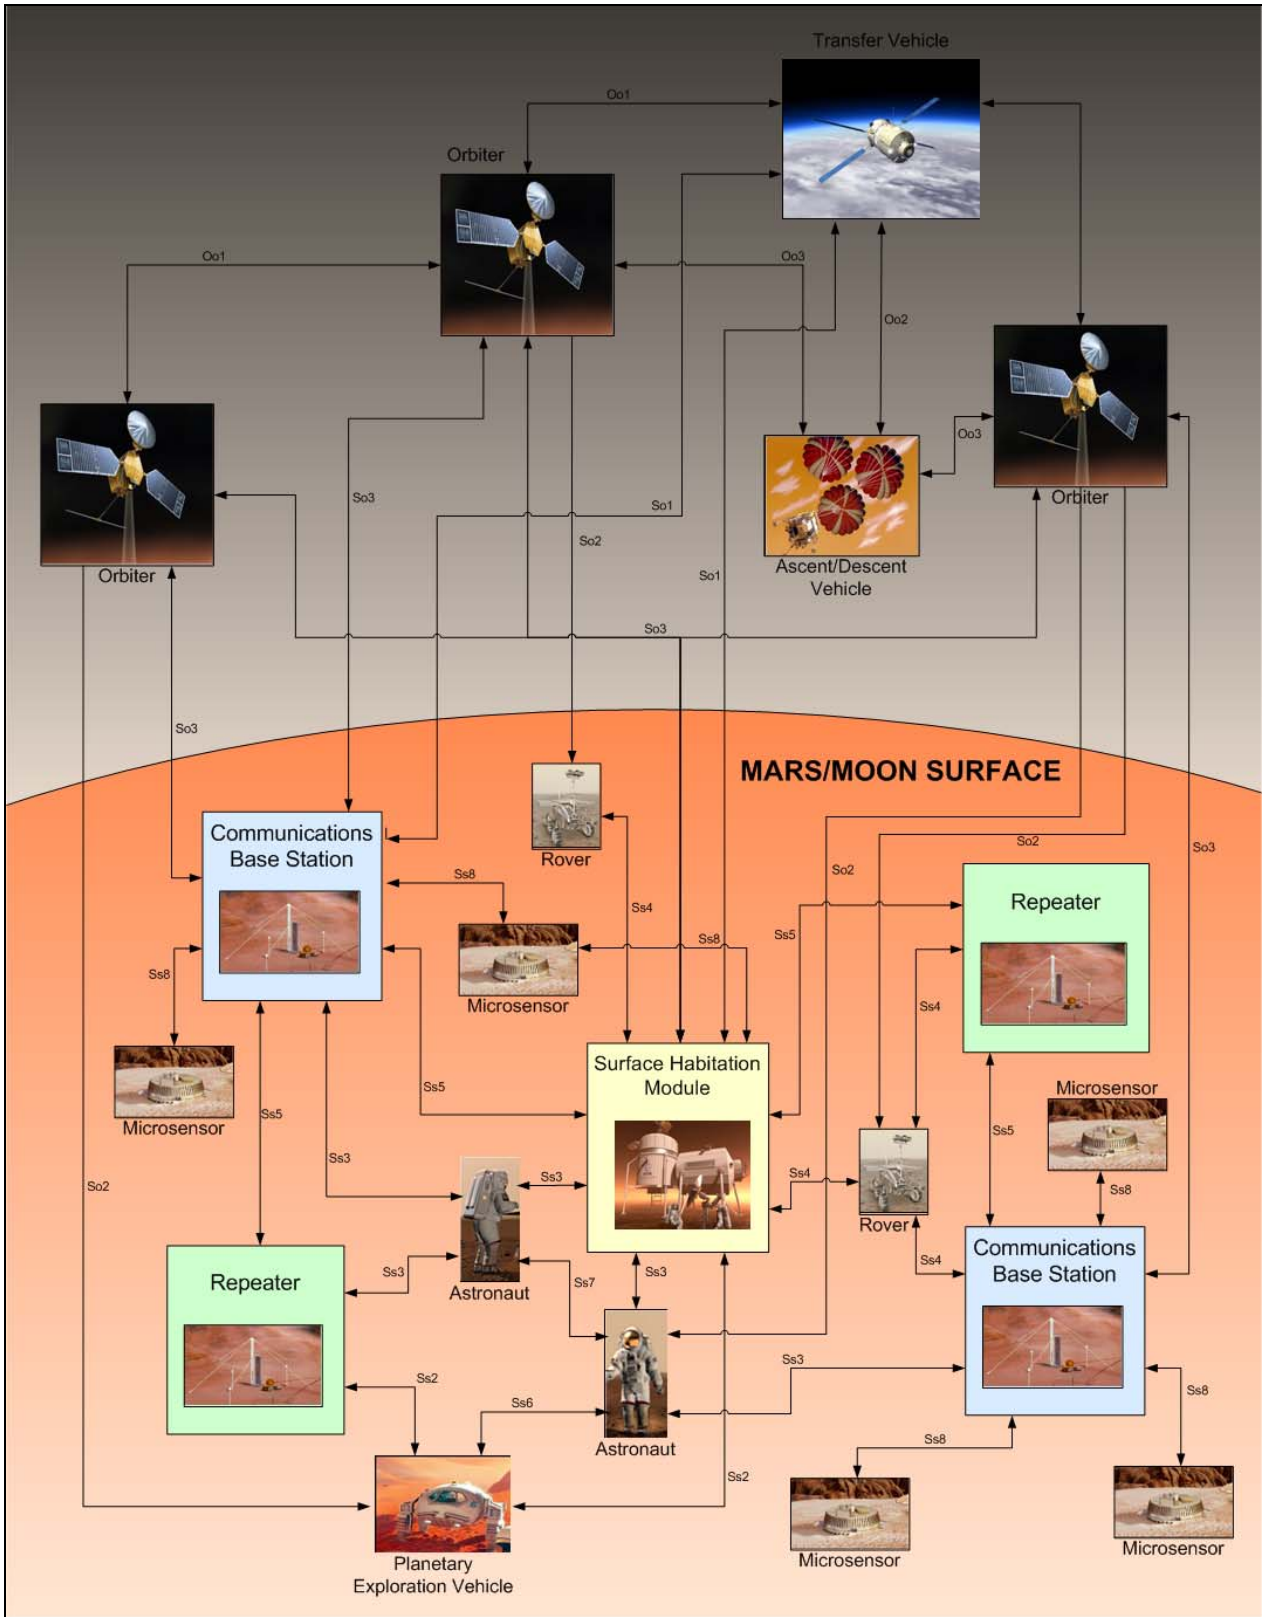 Transfer Vehicle
Oo1
Orbiter
Oo1
Oo3
Oo2
Oo3
Orbiter
So3
So1
So2
Ascent/Descent
Vehicle
So1
Orbiter
So3
So3
MARS/MOON SURFACE
Communications
Base Station
Rover
So2
So2
So3
Ss8
Ss4
Repeater
Ss5
Ss8
Ss8
Microsensor
Ss4
Surface Habitation
Module
Microsensor
Ss5
Microsensor
Ss5
Ss5
Ss3
Ss3
Ss4
So2
Ss8
Rover
Communications
Base Station
Ss4
Repeater
Ss3
Astronaut
Ss7
Ss3
Ss3
Ss2
Ss6
Ss8
Astronaut
Ss8
Ss2
Microsensor
Microsensor
Planetary
Exploration Vehicle